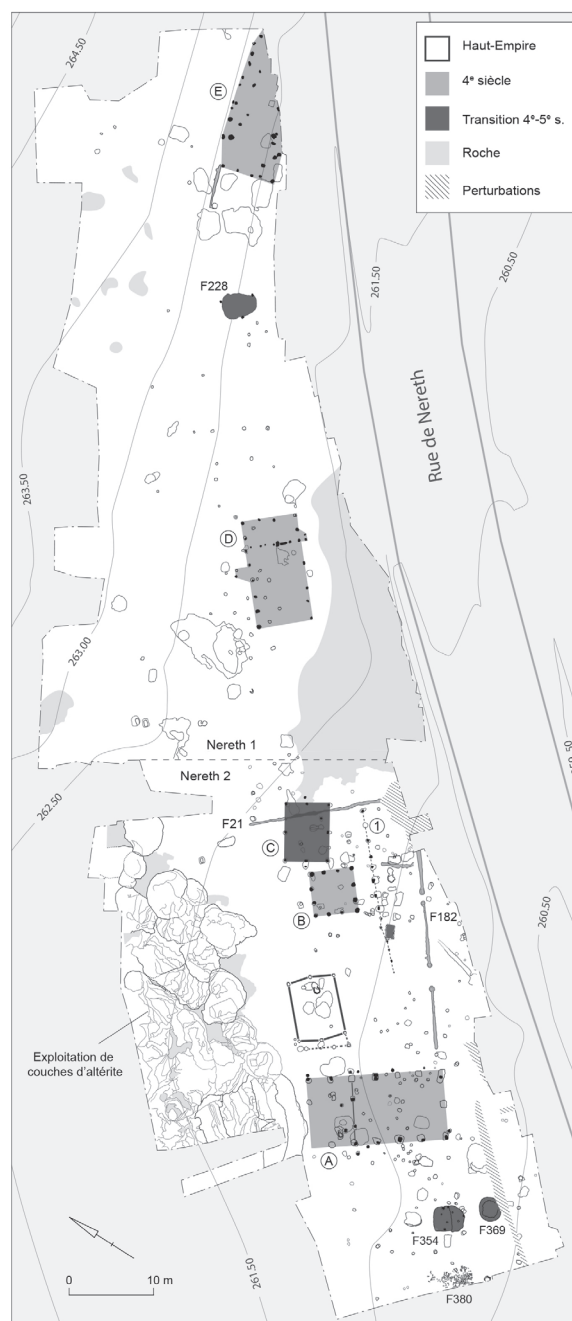 Haut-Empire
4e siècle
Transition 4e-5e s.
Roche
Perturbations
264.50
E
F228
261.50
260.50
Rue de Nereth
263.50
D
263.00
Nereth 1
Nereth 2
262.50
F21
1
C
B
F182
260.50
Exploitation de
couches d'altérite
A
F354
F369
F380
0 10 m
261.50